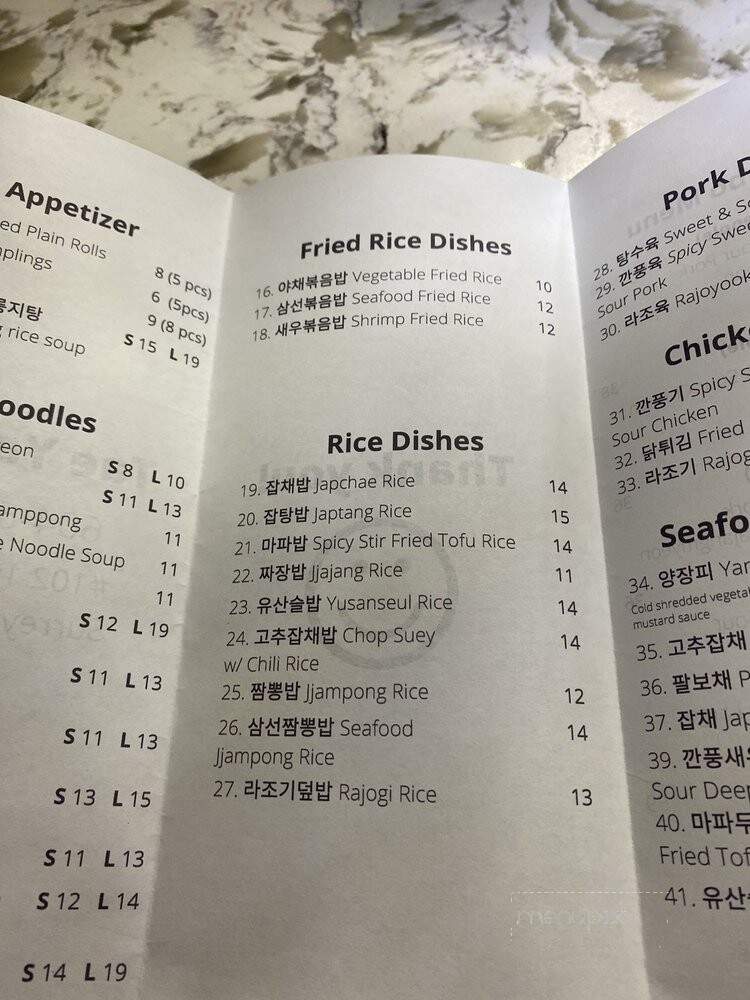 Appetizer
ed Plain Rolls
8 (5 pcs)
nplings
6 (5pcs)
9 (8 pcs)
룽지탕
S 15 L 19
g rice soup
oodles
eon
S 8 L 10
S 11 L 13
amppong
11
e Noodle Soup
11
11
S 12 L 19
S 11 L 13
S 11 L 13
S 13 L 15
S 11 L 13
S 12 L 14
S 14 L 19
Fried Rice Dishes
16. 야채볶음밥 Vegetable Fried Rice 10
17. 삼선볶음밥 Seafood Fried Rice 12
18. 새우볶음밥 Shrimp Fried Rice 12
Rice Dishes
19. 잡채밥 Japchae Rice 14
20. 잡탕밥 Japtang Rice 15
21. 마파밥 Spicy Stir Fried Tofu Rice 14
22. 짜장밥 Jjajang Rice 11
23. 유산슬밥 Yusanseul Rice 14
24. 고추잡채밥 Chop Suey 14
w/ Chili Rice
25. 짬뽕밥 Jjampong Rice 12
26. 삼선짬뽕밥 Seafood 14
Jjampong Rice
27. 라조기덮밥 Rajogi Rice 13
Pork D
28. 탕수육 Sweet & So
29. 깐풍육 Spicy Swee
Sour Pork
30. 라조육 Rajoyook
Chick
31. 깐풍기 Spicy S
Sour Chicken
32. 닭튀김 Fried
33. 라조기 Rajog
Seafo
34. 양장피 Yan
Cold shredded vegetab
mustard sauce
35. 고추잡채
36. 팔보채 P
37. 잡채 Jap
39. 깐풍새우
Sour Deep
40. 마파두
Fried Tof
41. 유산슬